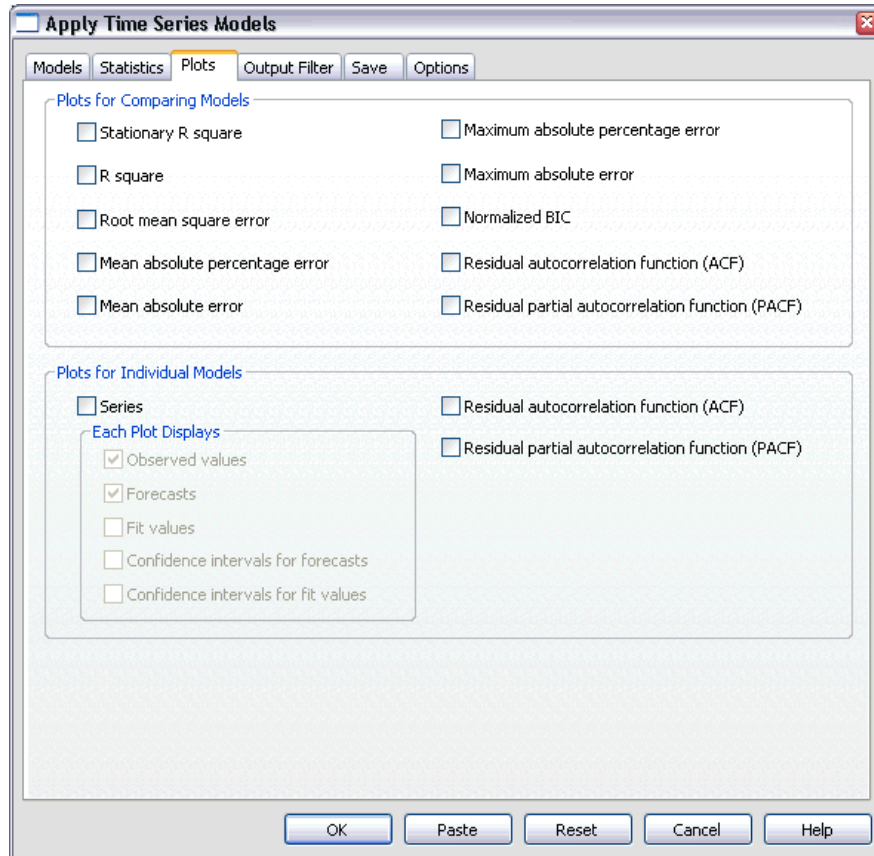 Apply Time Series Models
Models Statistics Plots Output Filter Save Options
Plots for Comparing Models
Stationary R square
R square
Root mean square error
Mean absolute percentage error
Mean absolute error
Maximum absolute percentage error
Maximum absolute error
Normalized BIC
Residual autocorrelation function (ACF)
Residual partial autocorrelation function (PACF)
Plots for Individual Models
Series
Each Plot Displays
Observed values
Forecasts
Fit values
Confidence intervals for forecasts
Confidence intervals for fit values
Residual autocorrelation function (ACF)
Residual partial autocorrelation function (PACF)
OK Paste Reset Cancel Help